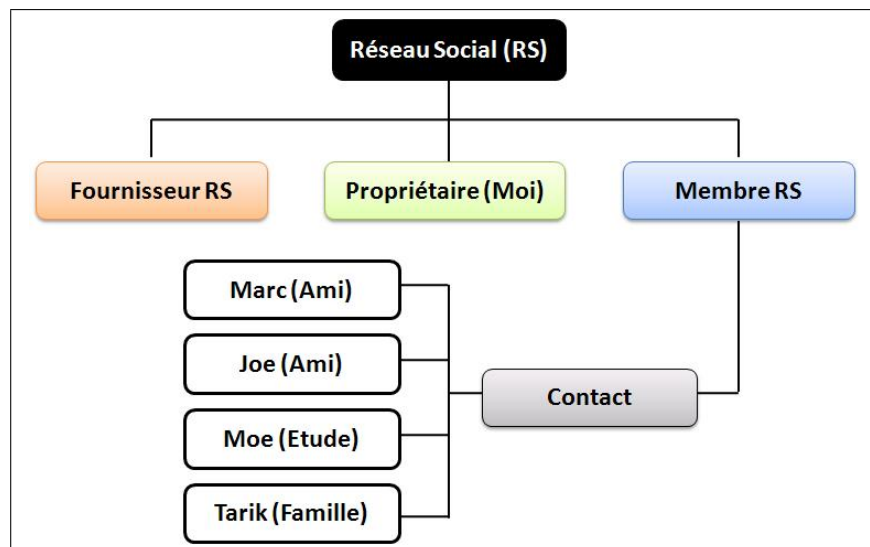 Réseau Social (RS)
Fournisseur RS
Propriétaire (Moi)
Membre RS
Marc (Ami)
Joe (Ami)
Contact
Moe (Etude)
Tarik (Famille)